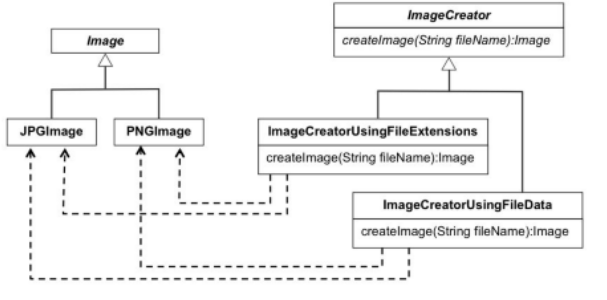 ImageCreator
createImage(String fileName):Image
Image
JPGImage
PNGImage
ImageCreatorUsingFileExtensions
createImage(String fileName):Image
ImageCreatorUsingFileData
createImage(String fileName):Image